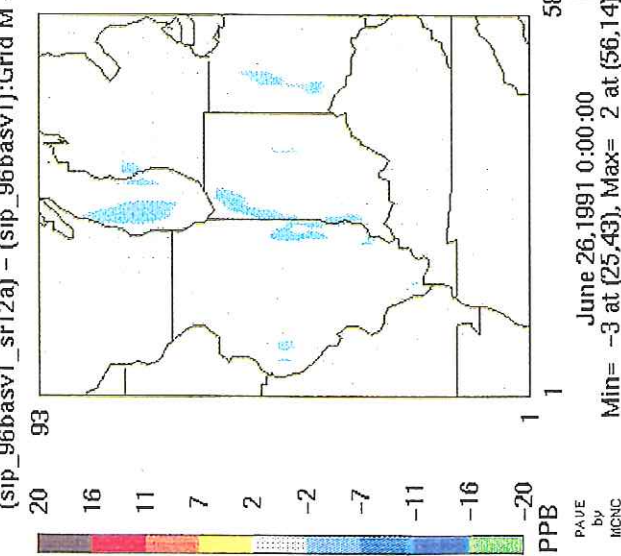 (sip_96basv1_sr12a) – (sip_96basv1):Grid M
93
20
16
11
7
2
-2
-7
-11
-16
-20
PPB
1
1
58
PAVE
by
MCNC
June 26,1991 0:00:00
Min= -3 at (25,43), Max= 2 at (56,14)